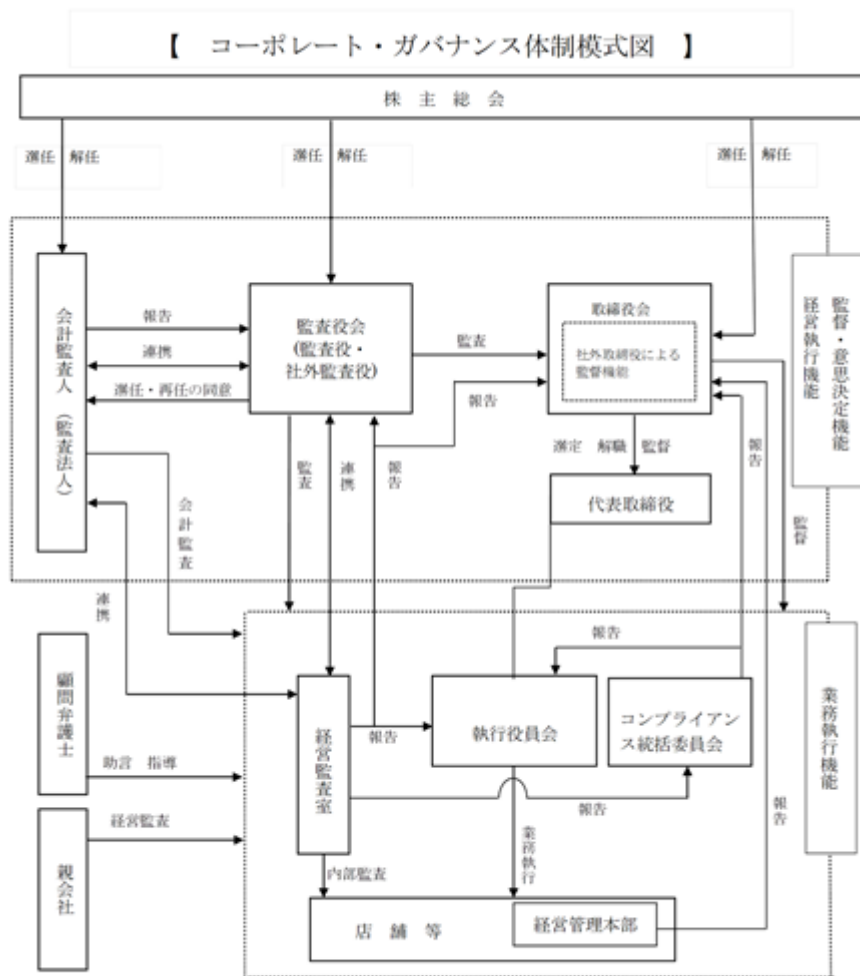 【 コーポレート・ガバナンス体制模式図 】
株 主 総 会
選任 解任
選任 解任
選任 解任
会計監査人（監査法人）
報告
連携
選任・再任の同意
監査役会
(監査役・
社外監査役)
監査
報告
取締役会
社外取締役による
監督機能
監督・意思決定機能
経営執行機能
選定 解職 監督
代表取締役
監査
連携
報告
会計監査
報告
監督
連携
顧問弁護士
助言 指導
経営監査
親会社
報告
経営監査室
報告
執行役員会
コンプライアン
ス統括委員会
業務執行機能
報告
報告
業務執行
内部監査
店 舗 等
経営管理本部